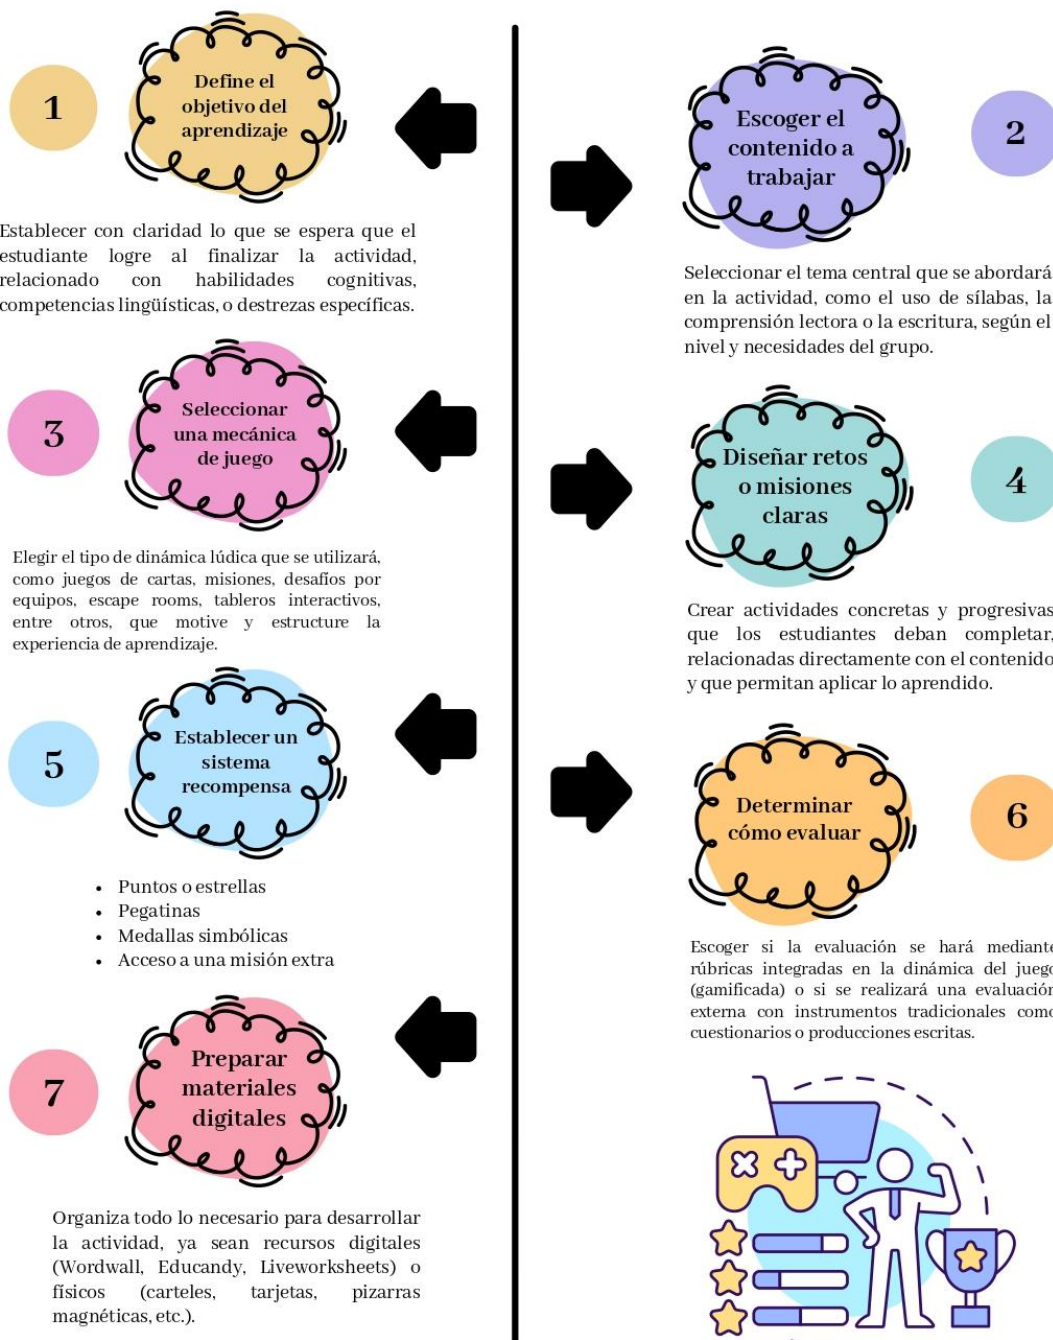 1
Define el
objetivo del
aprendizaje
Establecer con claridad lo que se espera que el
estudiante logre al finalizar la actividad,
relacionado con habilidades cognitivas,
competencias lingüísticas, o destrezas específicas.
2
Escoger el
contenido a
trabajar
Seleccionar el tema central que se abordará
en la actividad, como el uso de sílabas, la
comprensión lectora o la escritura, según el
nivel y necesidades del grupo.
3
Seleccionar
una mecánica
de juego
Elegir el tipo de dinámica lúdica que se utilizará,
como juegos de cartas, misiones, desafíos por
equipos, escape rooms, tableros interactivos,
entre otros, que motive y estructure la
experiencia de aprendizaje.
4
Diseñar retos
o misiones
claras
Crear actividades concretas y progresivas
que los estudiantes deban completar,
relacionadas directamente con el contenido
y que permitan aplicar lo aprendido.
5
Establecer un
sistema
recompensa
• Puntos o estrellas
• Pegatinas
• Medallas simbólicas
• Acceso a una misión extra
6
Determinar
cómo evaluar
Escoger si la evaluación se hará mediante
rúbricas integradas en la dinámica del juego
(gamificada) o si se realizará una evaluación
externa con instrumentos tradicionales como
cuestionarios o producciones escritas.
7
Preparar
materiales
digitales
Organiza todo lo necesario para desarrollar
la actividad, ya sean recursos digitales
(Wordwall, Educandy, Liveworksheets) o
físicos (carteles, tarjetas, pizarras
magnéticas, etc.).